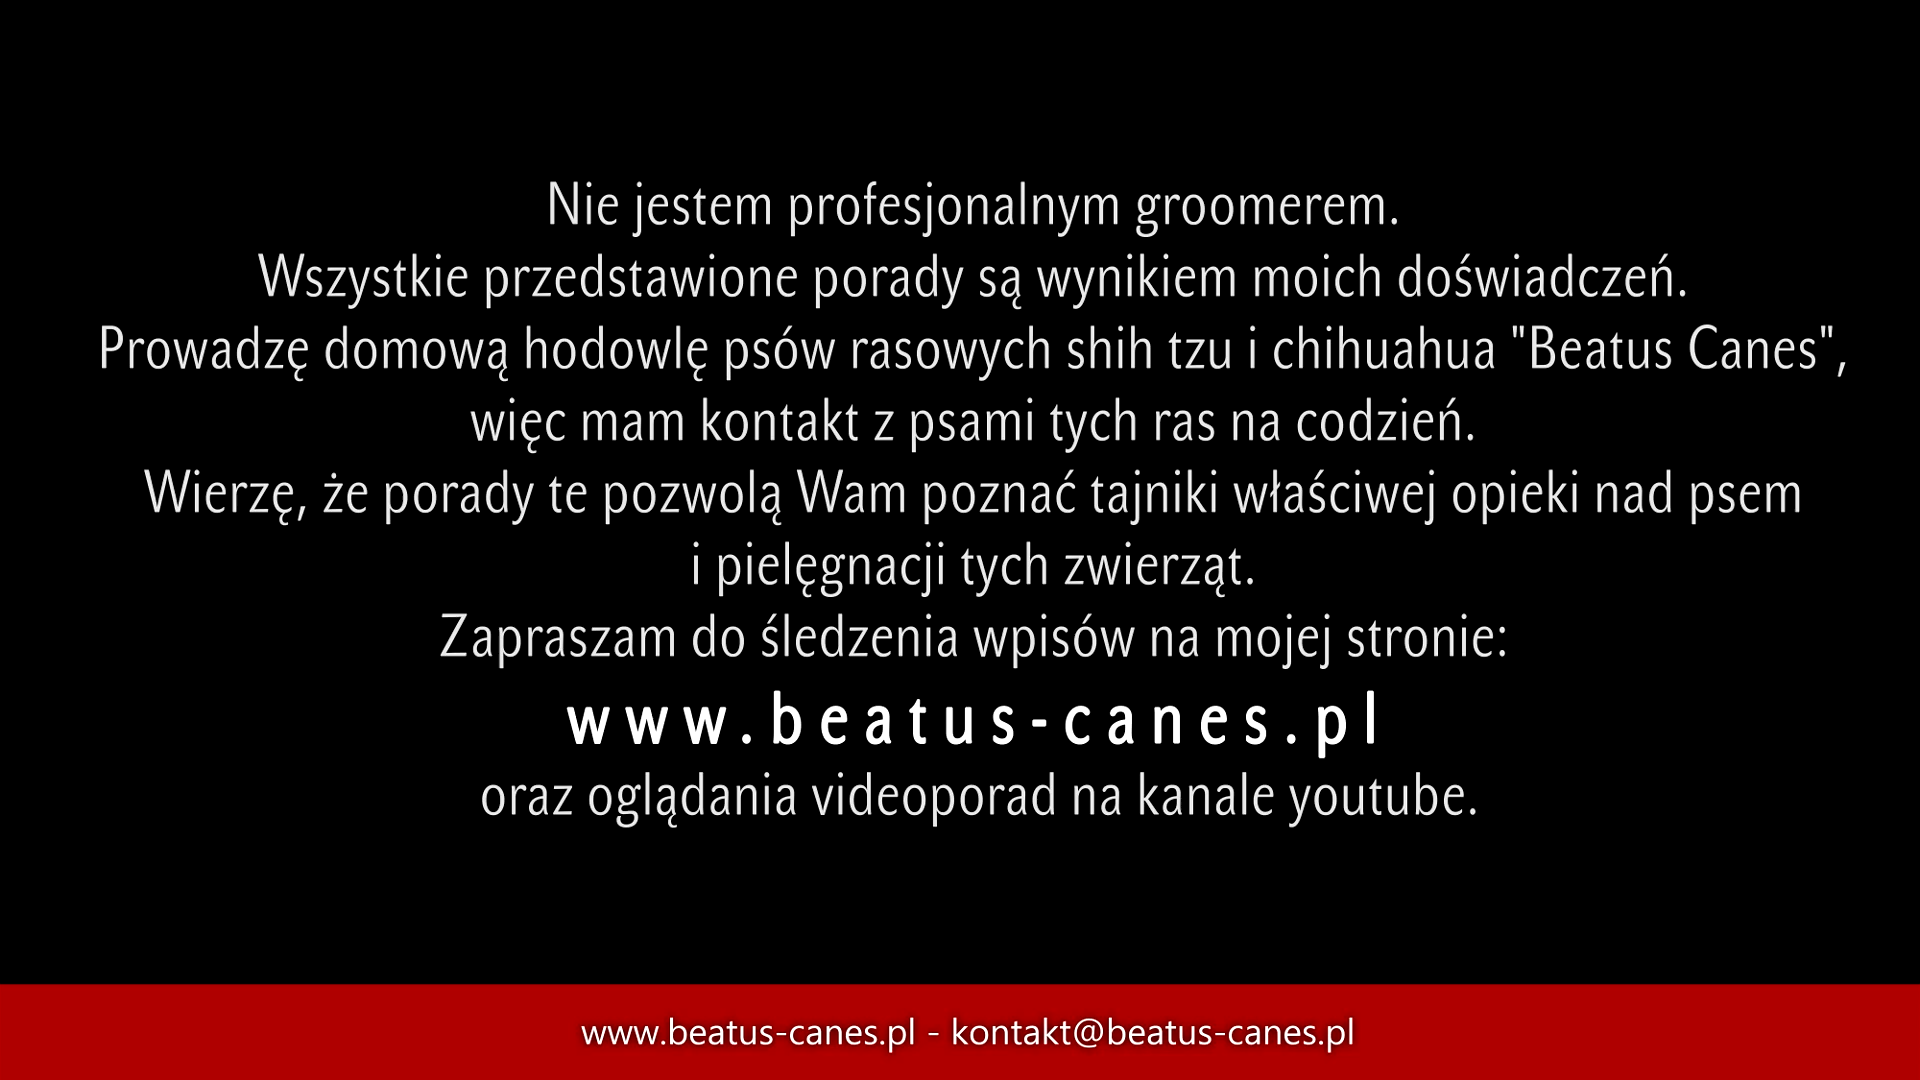 Nie jestem profesjonalnym groomerem.
Wszystkie przedstawione porady są wynikiem moich doświadczeń.
Prowadzę domową hodowlę psów rasowych shih tzu i chihuahua "Beatus Canes",
więc mam kontakt z psami tych ras na codzień.
Wierzę, że porady te pozwolą Wam poznać tajniki właściwej opieki nad psem
i pielęgnacji tych zwierząt.
Zapraszam do śledzenia wpisów na mojej stronie:
www.beatus-canes.pl
oraz oglądania videoporad na kanale youtube.
www.beatus-canes.pl - kontakt@beatus-canes.pl